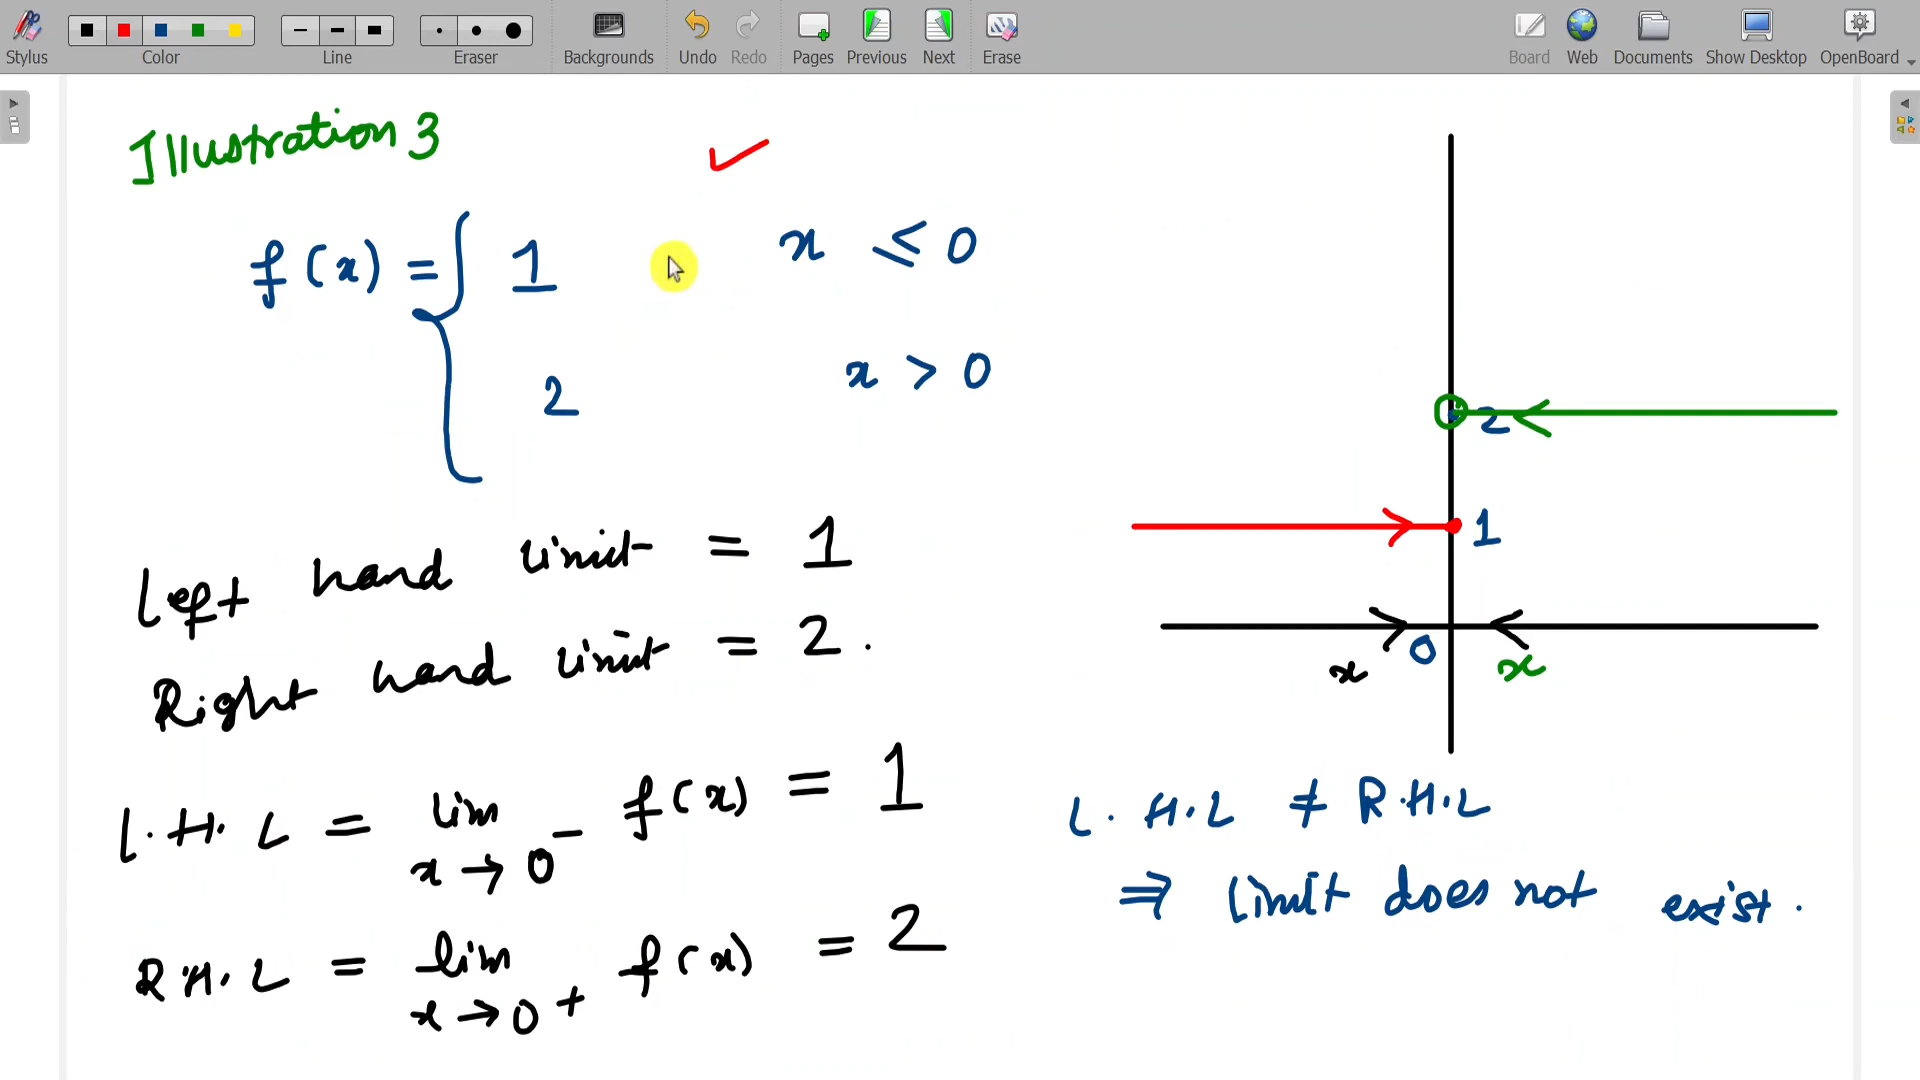 Stylus Color Line Eraser Backgrounds Undo Redo Pages Previous Next Erase Board Web Documents Show Desktop OpenBoard
Illustration 3
f(x) = { 1 x ≤ 0
2 x > 0
Left hand limit = 1
Right hand limit = 2.
L.H.L = lim f(x) = 1
x → 0-
R.H.L = lim f(x) = 2
x → 0+
2
1
0
x x
L.H.L ≠ R.H.L
⇒ limit does not exist.